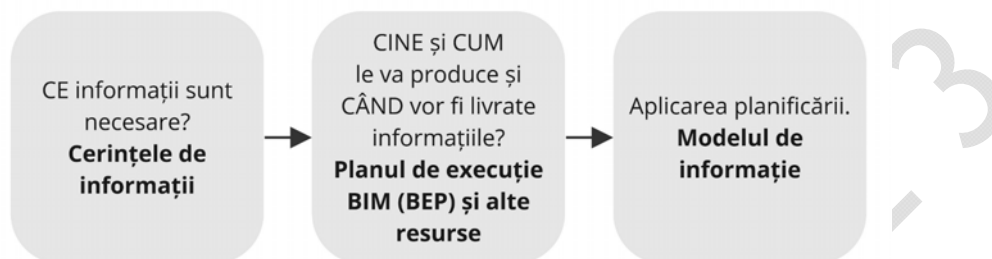 CE informații sunt
necesare?
Cerințele de
informații
CINE și CUM
le va produce și
CÂND vor fi livrate
informațiile?
Planul de execuție
BIM (BEP) și alte
resurse
Aplicarea planificării.
Modelul de
informație
3